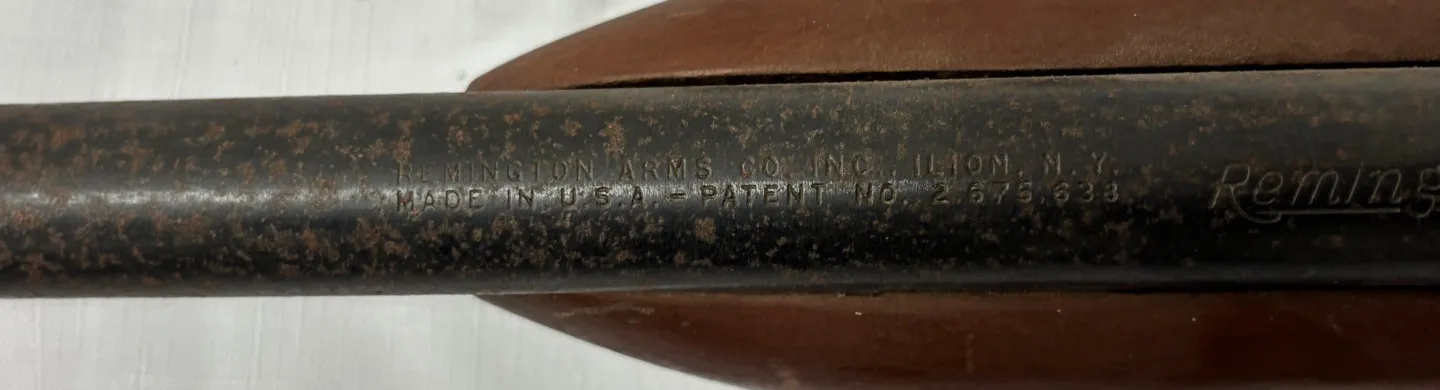 REMINGTON ARMS CO. INC., ILION, N.Y.
MADE IN U.S.A. – PATENT NO. 2,675,638
Reming